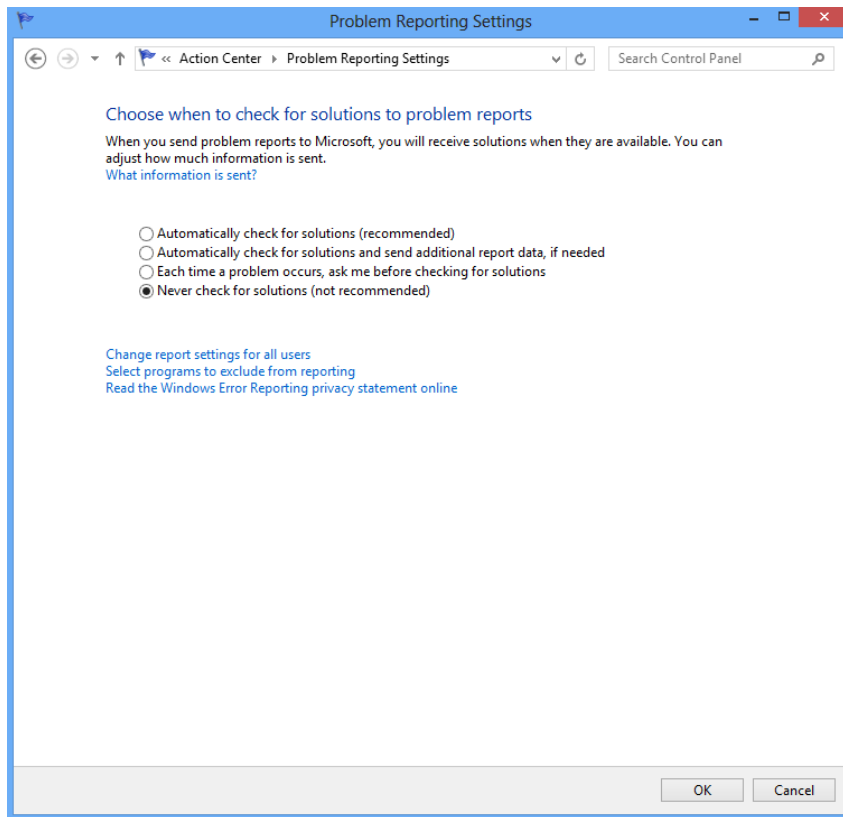 Problem Reporting Settings
« Action Center Problem Reporting Settings
Search Control Panel
Choose when to check for solutions to problem reports
When you send problem reports to Microsoft, you will receive solutions when they are available. You can
adjust how much information is sent.
What information is sent?
Automatically check for solutions (recommended)
Automatically check for solutions and send additional report data, if needed
Each time a problem occurs, ask me before checking for solutions
Never check for solutions (not recommended)
Change report settings for all users
Select programs to exclude from reporting
Read the Windows Error Reporting privacy statement online
OK
Cancel